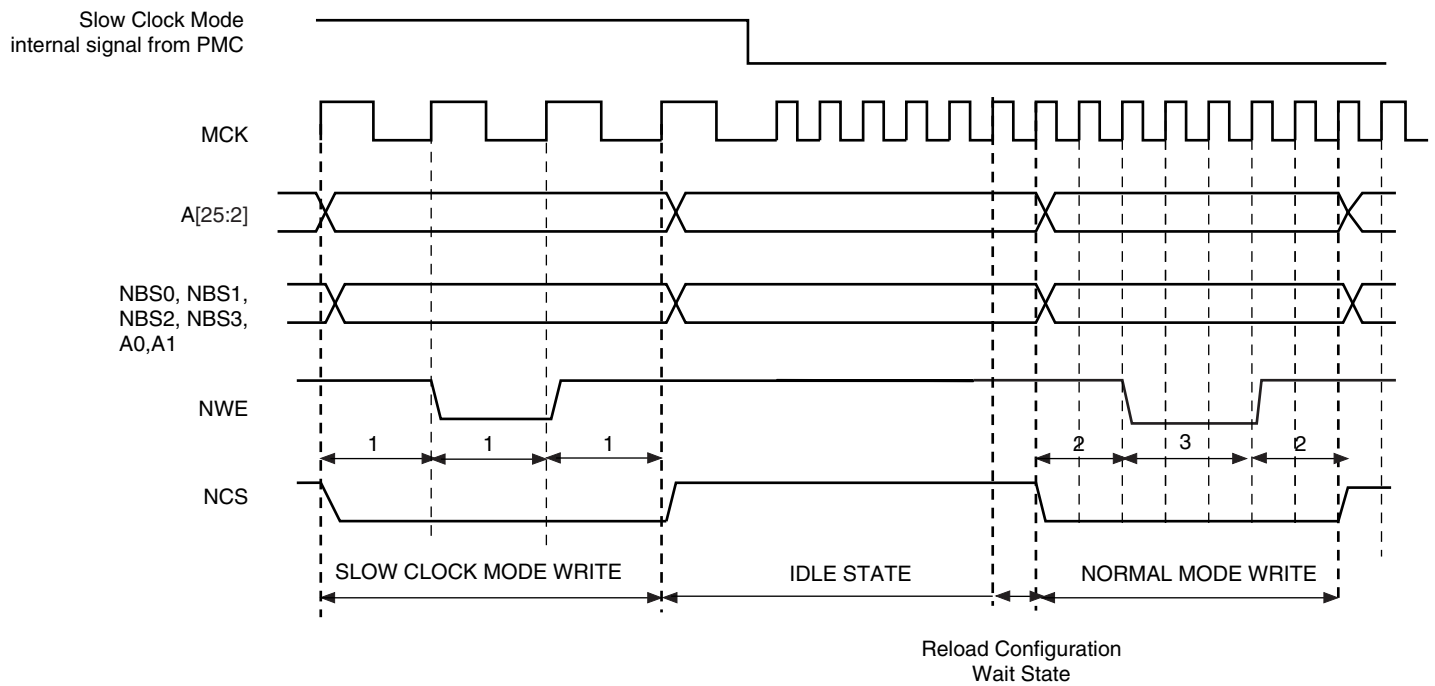 Slow Clock Mode
internal signal from PMC
MCK
A[25:2]
NBS0, NBS1,
NBS2, NBS3,
A0,A1
NWE
1 1 1 2 3 2
NCS
SLOW CLOCK MODE WRITE IDLE STATE NORMAL MODE WRITE
Reload Configuration
Wait State